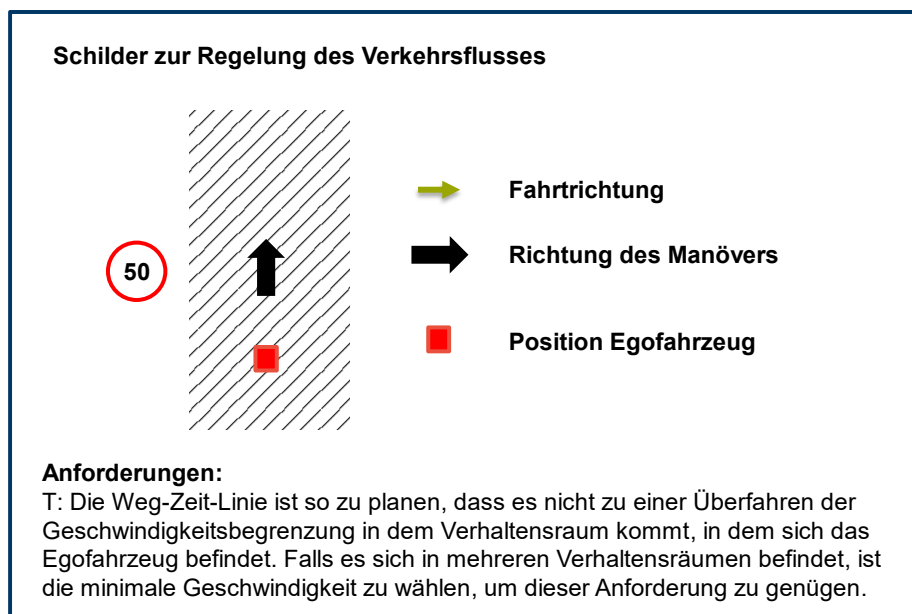 Schilder zur Regelung des Verkehrsflusses
Fahrtrichtung
50
Richtung des Manövers
Position Egofahrzeug
Anforderungen:
T: Die Weg-Zeit-Linie ist so zu planen, dass es nicht zu einer Überfahren der
Geschwindigkeitsbegrenzung in dem Verhaltensraum kommt, in dem sich das
Egofahrzeug befindet. Falls es sich in mehreren Verhaltensräumen befindet, ist
die minimale Geschwindigkeit zu wählen, um dieser Anforderung zu genügen.